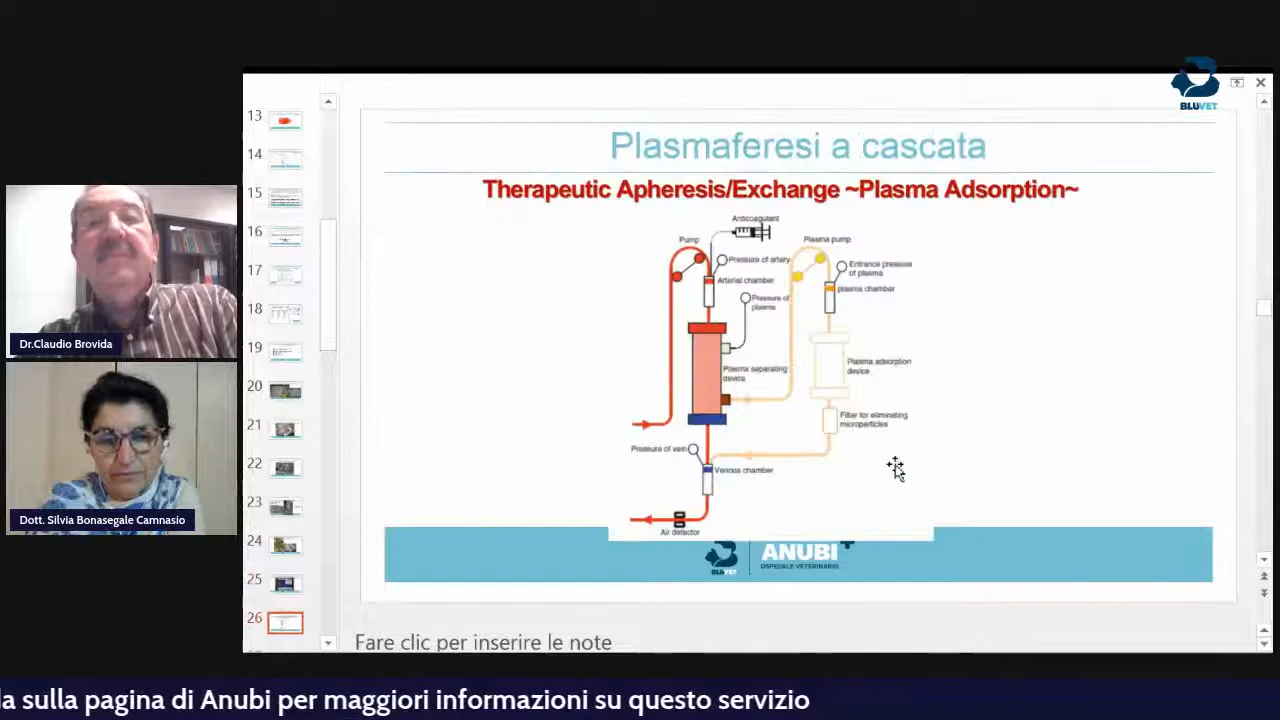 BLUVET
13
14
15
16
17
18
19
20
21
22
23
24
25
26
Plasmaferesi a cascata
Therapeutic Apheresis/Exchange ~Plasma Adsorption~
Anticoagulant
Pump
Plasma pump
Pressure of artery
Entrance pressure
of plasma
Arterial chamber
plasma chamber
Pressure of
plasma
Plasma separating
device
Plasma adsorption
device
Filter for eliminating
microparticles
Pressure of vein
Venous chamber
Air detector
BLUVET
ANUBI
OSPEDALE VETERINARIO
Fare clic per inserire le note
Dr.Claudio Brovida
Dott. Silvia Bonasegale Camnasio
la sulla pagina di Anubi per maggiori informazioni su questo servizio